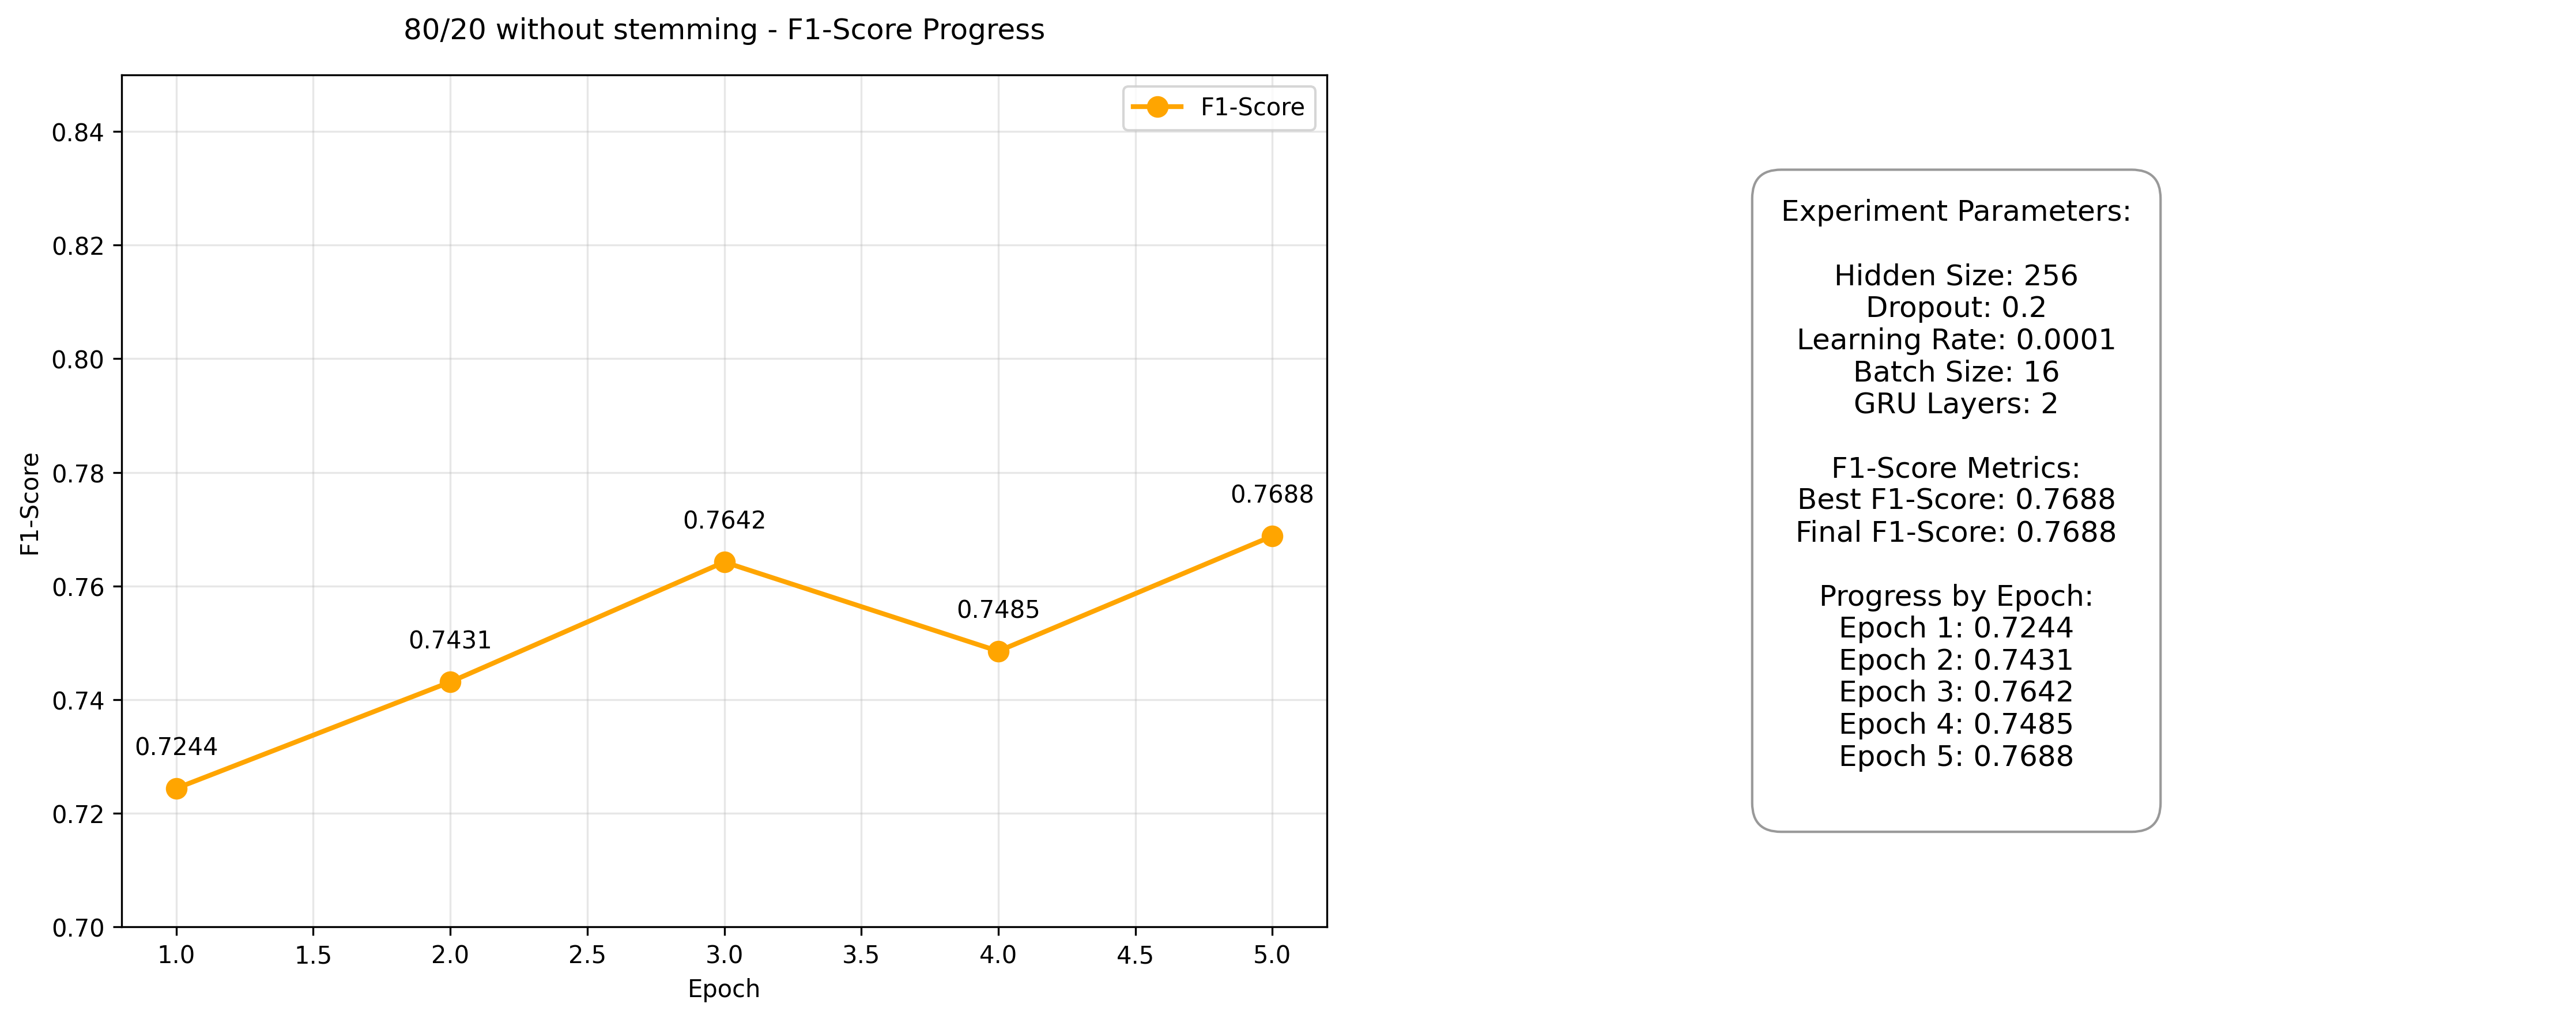 80/20 without stemming - F1-Score Progress
F1-Score
0.84
0.82
0.80
0.78
0.76
0.74
0.72
0.70
F1-Score
0.7244
0.7431
0.7642
0.7485
0.7688
1.0 1.5 2.0 2.5 3.0 3.5 4.0 4.5 5.0
Epoch
Experiment Parameters:
Hidden Size: 256
Dropout: 0.2
Learning Rate: 0.0001
Batch Size: 16
GRU Layers: 2
F1-Score Metrics:
Best F1-Score: 0.7688
Final F1-Score: 0.7688
Progress by Epoch:
Epoch 1: 0.7244
Epoch 2: 0.7431
Epoch 3: 0.7642
Epoch 4: 0.7485
Epoch 5: 0.7688